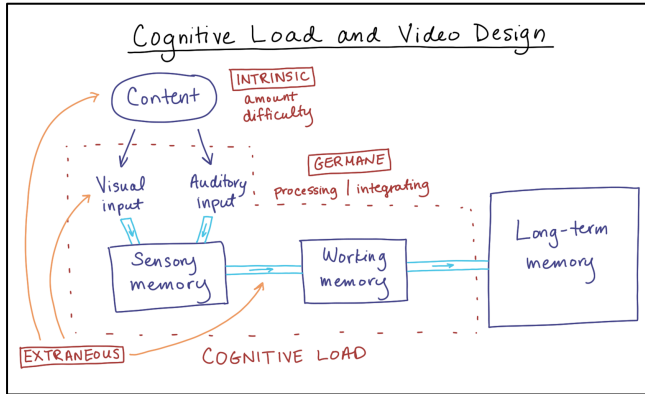 Cognitive Load and Video Design
Content
INTRINSIC
amount
difficulty
GERMANE
processing | integrating
Visual
input
Auditory
input
Sensory
memory
Working
memory
Long-term
memory
EXTRANEOUS
COGNITIVE LOAD